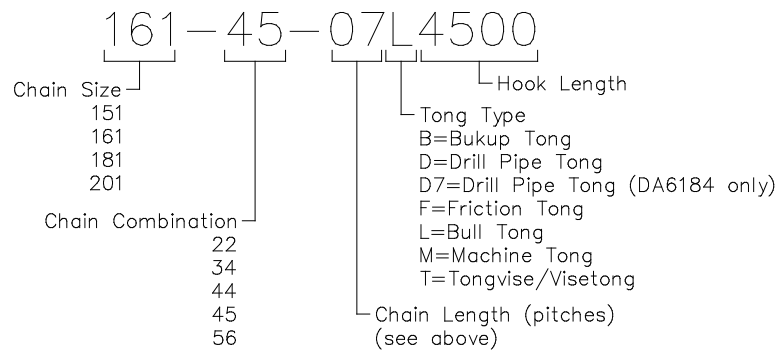 161-45-07L4500
Chain Size
151
161
181
201
Chain Combination
22
34
44
45
56
Hook Length
Tong Type
B=Bukup Tong
D=Drill Pipe Tong
D7=Drill Pipe Tong (DA6184 only)
F=Friction Tong
L=Bull Tong
M=Machine Tong
T=Tongvise/Visetong
Chain Length (pitches)
(see above)